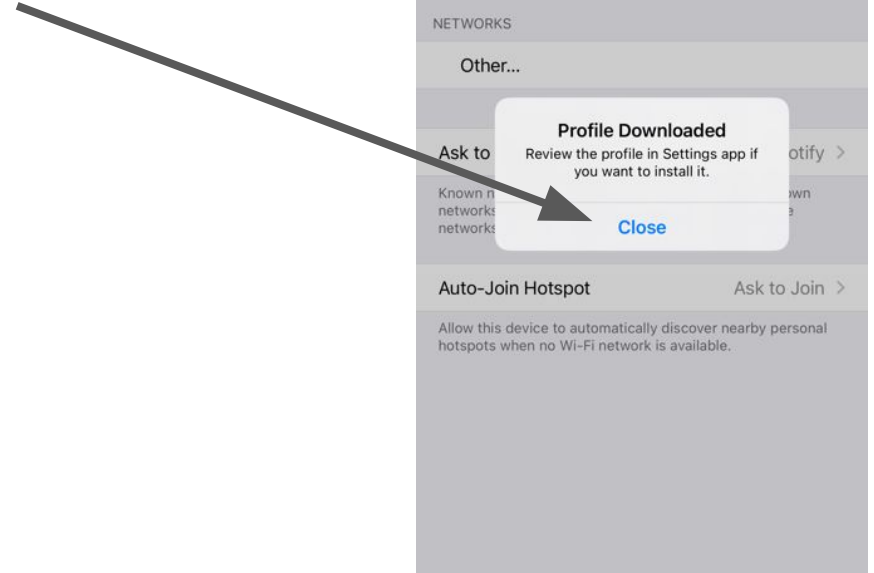 NETWORKS
Other...
Profile Downloaded
Review the profile in Settings app if
you want to install it.
Close
Ask to
otify >
Known n
own
networks
e
networks
Auto-Join Hotspot
Ask to Join >
Allow this device to automatically discover nearby personal
hotspots when no Wi-Fi network is available.